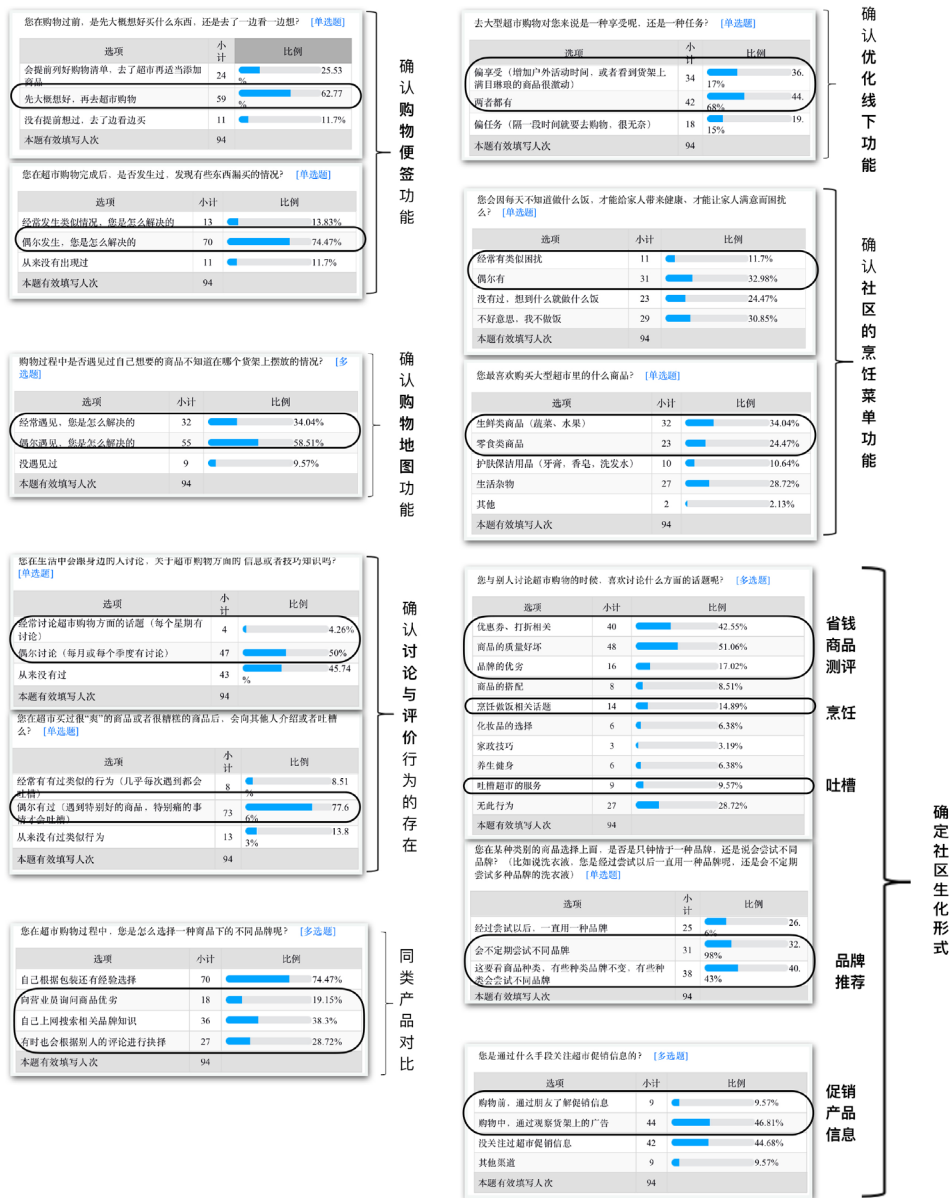 您在购物过前，是先大概想好买什么东西，还是去了一边看一边想? [单选题]
选项 小计 比例
会提前列好购物清单，去了超市再适当添加商品 24 25.53%
先大概想好，再去超市购物 59 62.77%
没有提前想过，去了边看边买 11 11.7%
本题有效填写人次 94
您在超市购物完成后，是否发生过，发现有些东西漏买的情况? [单选题]
选项 小计 比例
经常发生类似情况，您是怎么解决的 13 13.83%
偶尔发生，您是怎么解决的 70 74.47%
从来没有出现过 11 11.7%
本题有效填写人次 94
确认购物便签功能
购物过程中是否遇见过自己想要的商品不知道在哪个货架上摆放的情况? [多选题]
选项 小计 比例
经常遇见，您是怎么解决的 32 34.04%
偶尔遇见，您是怎么解决的 55 58.51%
没遇见过 9 9.57%
本题有效填写人次 94
确认购物地图功能
您在生活中会跟身边的人讨论，关于超市购物方面的 信息或者技巧知识吗?
[单选题]
选项 小计 比例
经常讨论超市购物方面的话题（每个星期有讨论） 4 4.26%
偶尔讨论（每月或每个季度有讨论） 47 50%
从来没有过 43 45.74%
本题有效填写人次 94
您在超市买过很“爽”的商品或者很糟糕的商品后，会向其他人介绍或者吐槽
么? [单选题]
选项 小计 比例
经常有有过类似的行为（几乎每次遇到都会吐槽） 8 8.51%
偶尔有过（遇到特别好的商品、特别痛的事情才会吐槽） 73 77.66%
从来没有过类似行为 13 13.83%
本题有效填写人次 94
确认讨论与评价行为的存在
您在超市购物过程中，您是怎么选择一种商品下的不同品牌呢? [多选题]
选项 小计 比例
自己根据包装还有经验选择 70 74.47%
向营业员询问商品优劣 18 19.15%
自己上网搜索相关品牌知识 36 38.3%
有时也会根据别人的评论进行抉择 27 28.72%
本题有效填写人次 94
同类产品对比
去大型超市购物对您来说是一种享受呢，还是一种任务? [单选题]
选项 小计 比例
偏享受（增加户外活动时间，或者看到货架上满目琳琅的商品很激动） 34 36.17%
两者都有 42 44.68%
偏任务（隔一段时间就要去购物，很无奈） 18 19.15%
本题有效填写人次 94
确认优化线下功能
您会因每天不知道做什么饭，才能给家人带来健康、才能让家人满意而困扰
么? [单选题]
选项 小计 比例
经常有类似困扰 11 11.7%
偶尔有 31 32.98%
没有过，想到什么就做什么饭 23 24.47%
不好意思，我不做饭 29 30.85%
本题有效填写人次 94
您最喜欢购买大型超市里的什么商品? [单选题]
选项 小计 比例
生鲜类商品（蔬菜、水果） 32 34.04%
零食类商品 23 24.47%
护肤保洁用品（牙膏，香皂，洗发水） 10 10.64%
生活杂物 27 28.72%
其他 2 2.13%
本题有效填写人次 94
确认社区的烹饪菜单功能
您与别人讨论超市购物的时候，喜欢讨论什么方面的话题呢? [多选题]
选项 小计 比例
优惠券、打折相关 40 42.55%
商品的质量好坏 48 51.06%
品牌的优劣 16 17.02%
商品的搭配 8 8.51%
烹饪做饭相关话题 14 14.89%
化妆品的选择 6 6.38%
家政技巧 3 3.19%
养生健身 6 6.38%
吐槽超市的服务 9 9.57%
无此行为 27 28.72%
本题有效填写人次 94
省钱
商品
测评
烹饪
吐槽
您在某种类别的商品选择上面，是否是只钟情于一种品牌，还是说会尝试不同
品牌? （比如说洗衣液，您是经过尝试以后一直用一种品牌呢，还是会不定期
尝试多种品牌的洗衣液） [单选题]
选项 小计 比例
经过尝试以后，一直用一种品牌 25 26.6%
会不定期尝试不同品牌 31 32.98%
这要看商品种类，有些种类品牌不变，有些种类会尝试不同品牌 38 40.43%
本题有效填写人次 94
品牌
推荐
您是通过什么手段关注超市促销信息的? [多选题]
选项 小计 比例
购物前，通过朋友了解促销信息 9 9.57%
购物中，通过观察货架上的广告 44 46.81%
没关注过超市促销信息 42 44.68%
其他渠道 9 9.57%
本题有效填写人次 94
促销
产品
信息
确定社区生化形式